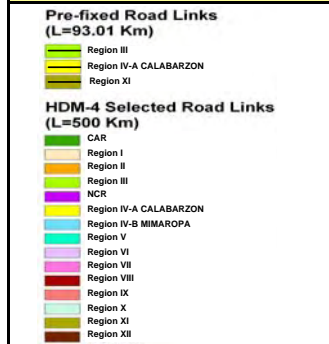 Pre-fixed Road Links
(L=93.01 Km)
Region III
Region IV-A CALABARZON
Region XI
HDM-4 Selected Road Links
(L=500 Km)
CAR
Region I
Region II
Region III
NCR
Region IV-A CALABARZON
Region IV-B MIMAROPA
Region V
Region VI
Region VII
Region VIII
Region IX
Region X
Region XI
Region XII